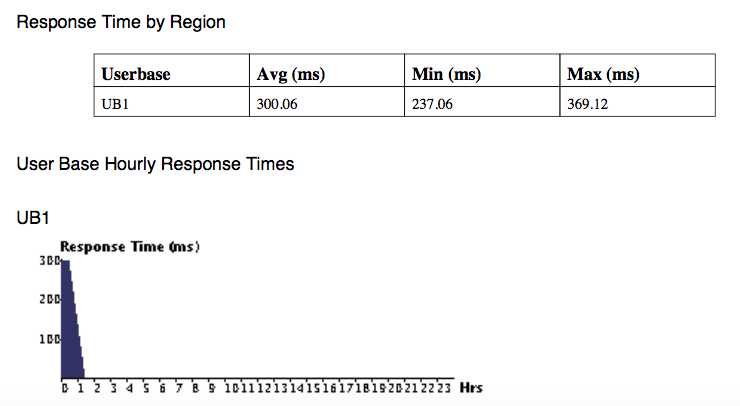 Response Time by Region
Userbase Avg (ms) Min (ms) Max (ms)
UB1 300.06 237.06 369.12
User Base Hourly Response Times
UB1
Response Time (ms)
300
200
100
0 1 2 3 4 5 6 7 8 9 10 11 12 13 14 15 16 17 18 19 20 21 22 23 Hrs